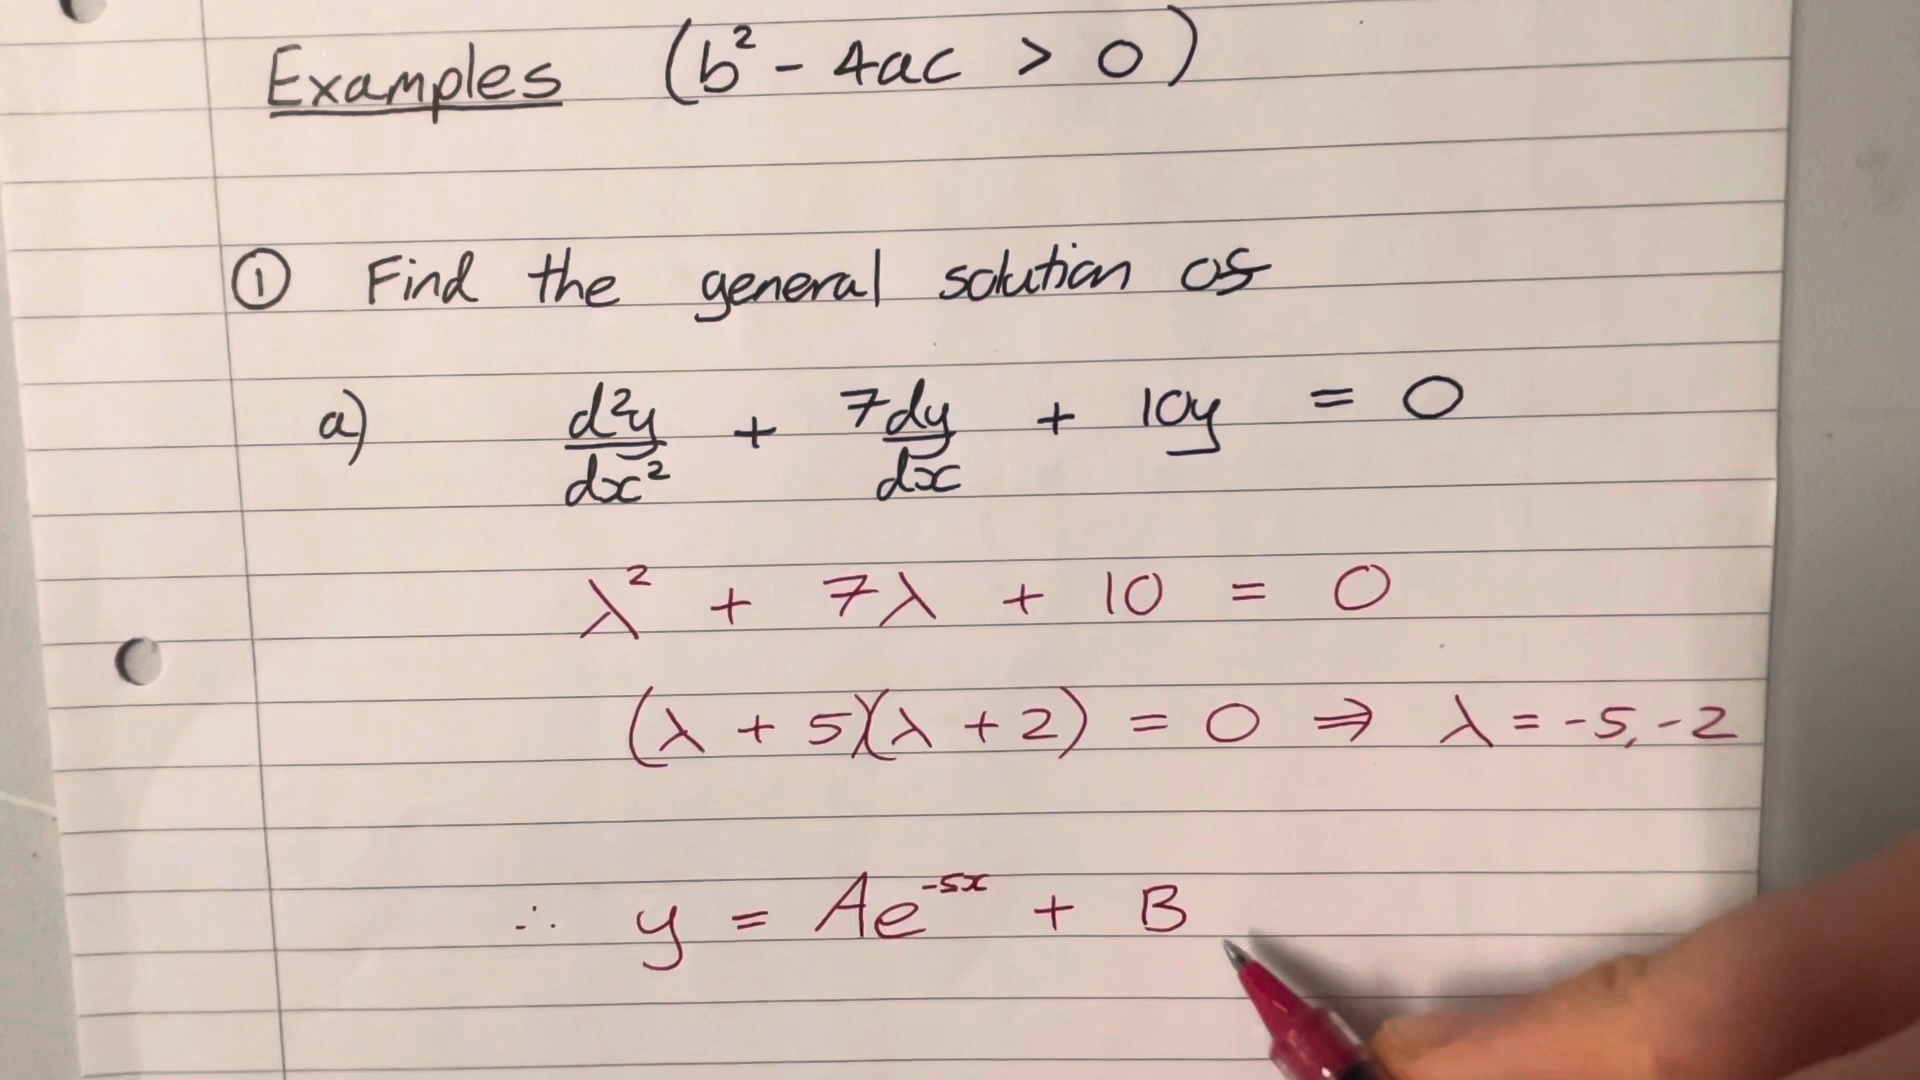 Examples (b² - 4ac > 0)
① Find the general solution of
a) d²y/dx² + 7dy/dx + 10y = 0
λ² + 7λ + 10 = 0
(λ + 5)(λ + 2) = 0 ⇒ λ = -5, -2
∴ y = Ae⁻⁵ˣ + B